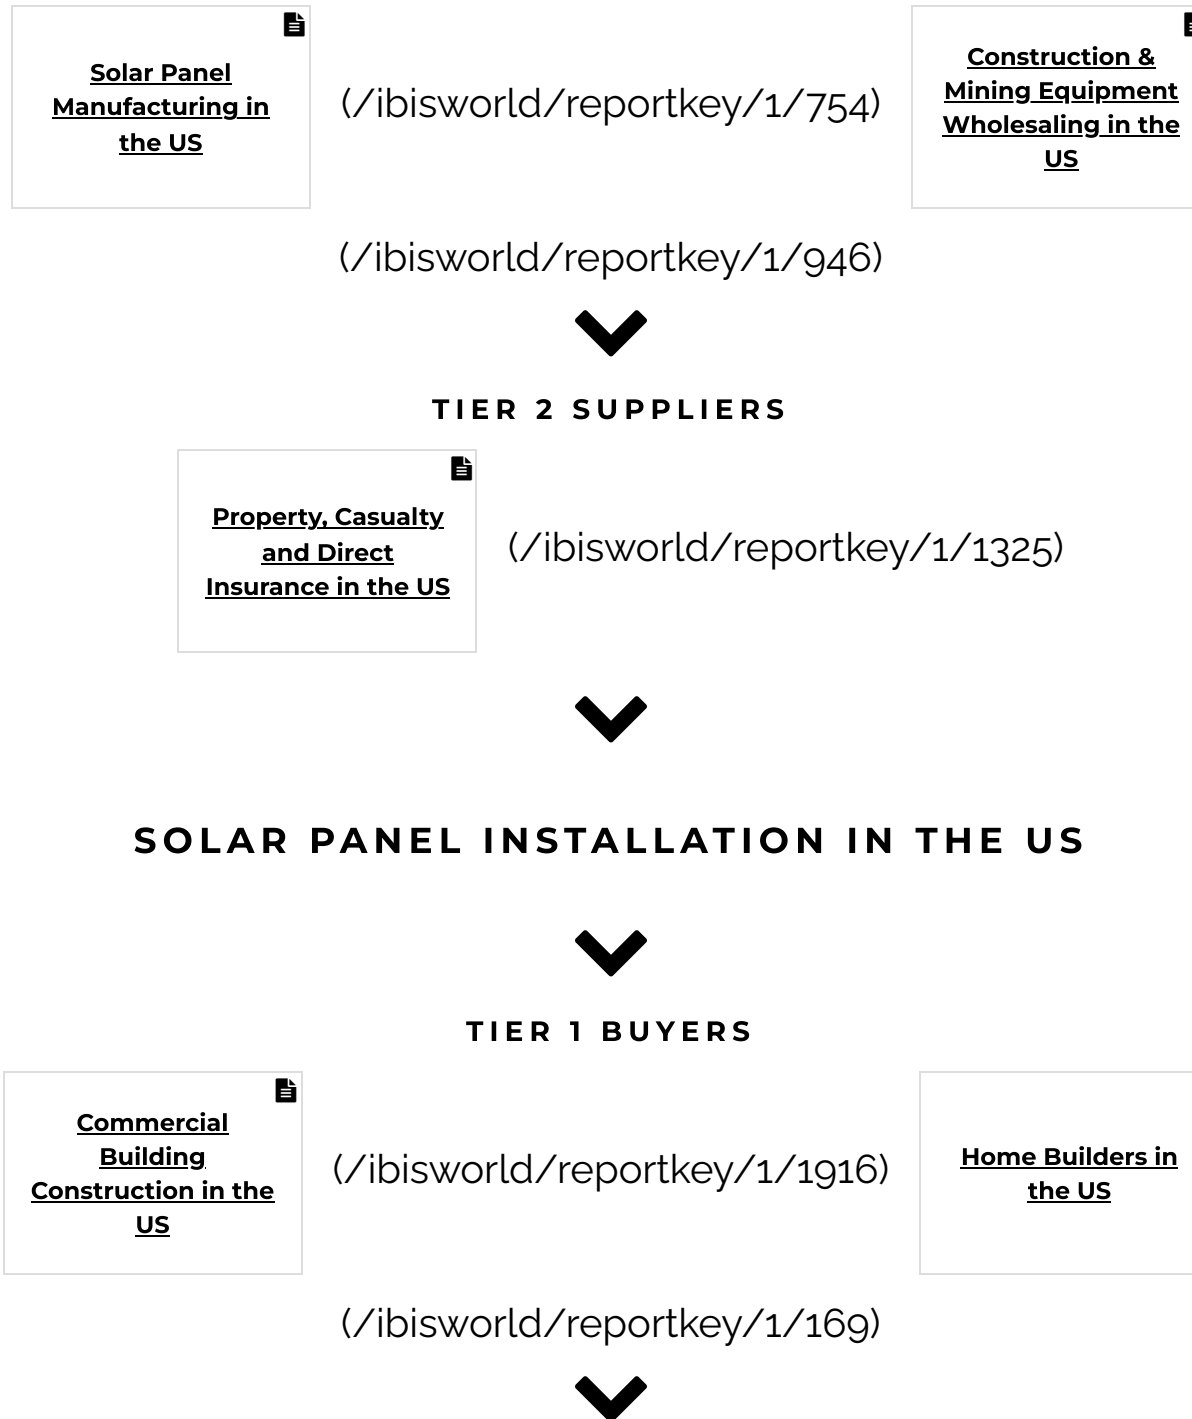 Solar Panel
Manufacturing in
the US
(/ibisworld/reportkey/1/754)
Construction &
Mining Equipment
Wholesaling in the
US
(/ibisworld/reportkey/1/946)
TIER 2 SUPPLIERS
Property, Casualty
and Direct
Insurance in the US
(/ibisworld/reportkey/1/1325)
SOLAR PANEL INSTALLATION IN THE US
TIER 1 BUYERS
Commercial
Building
Construction in the
US
(/ibisworld/reportkey/1/1916)
Home Builders in
the US
(/ibisworld/reportkey/1/169)